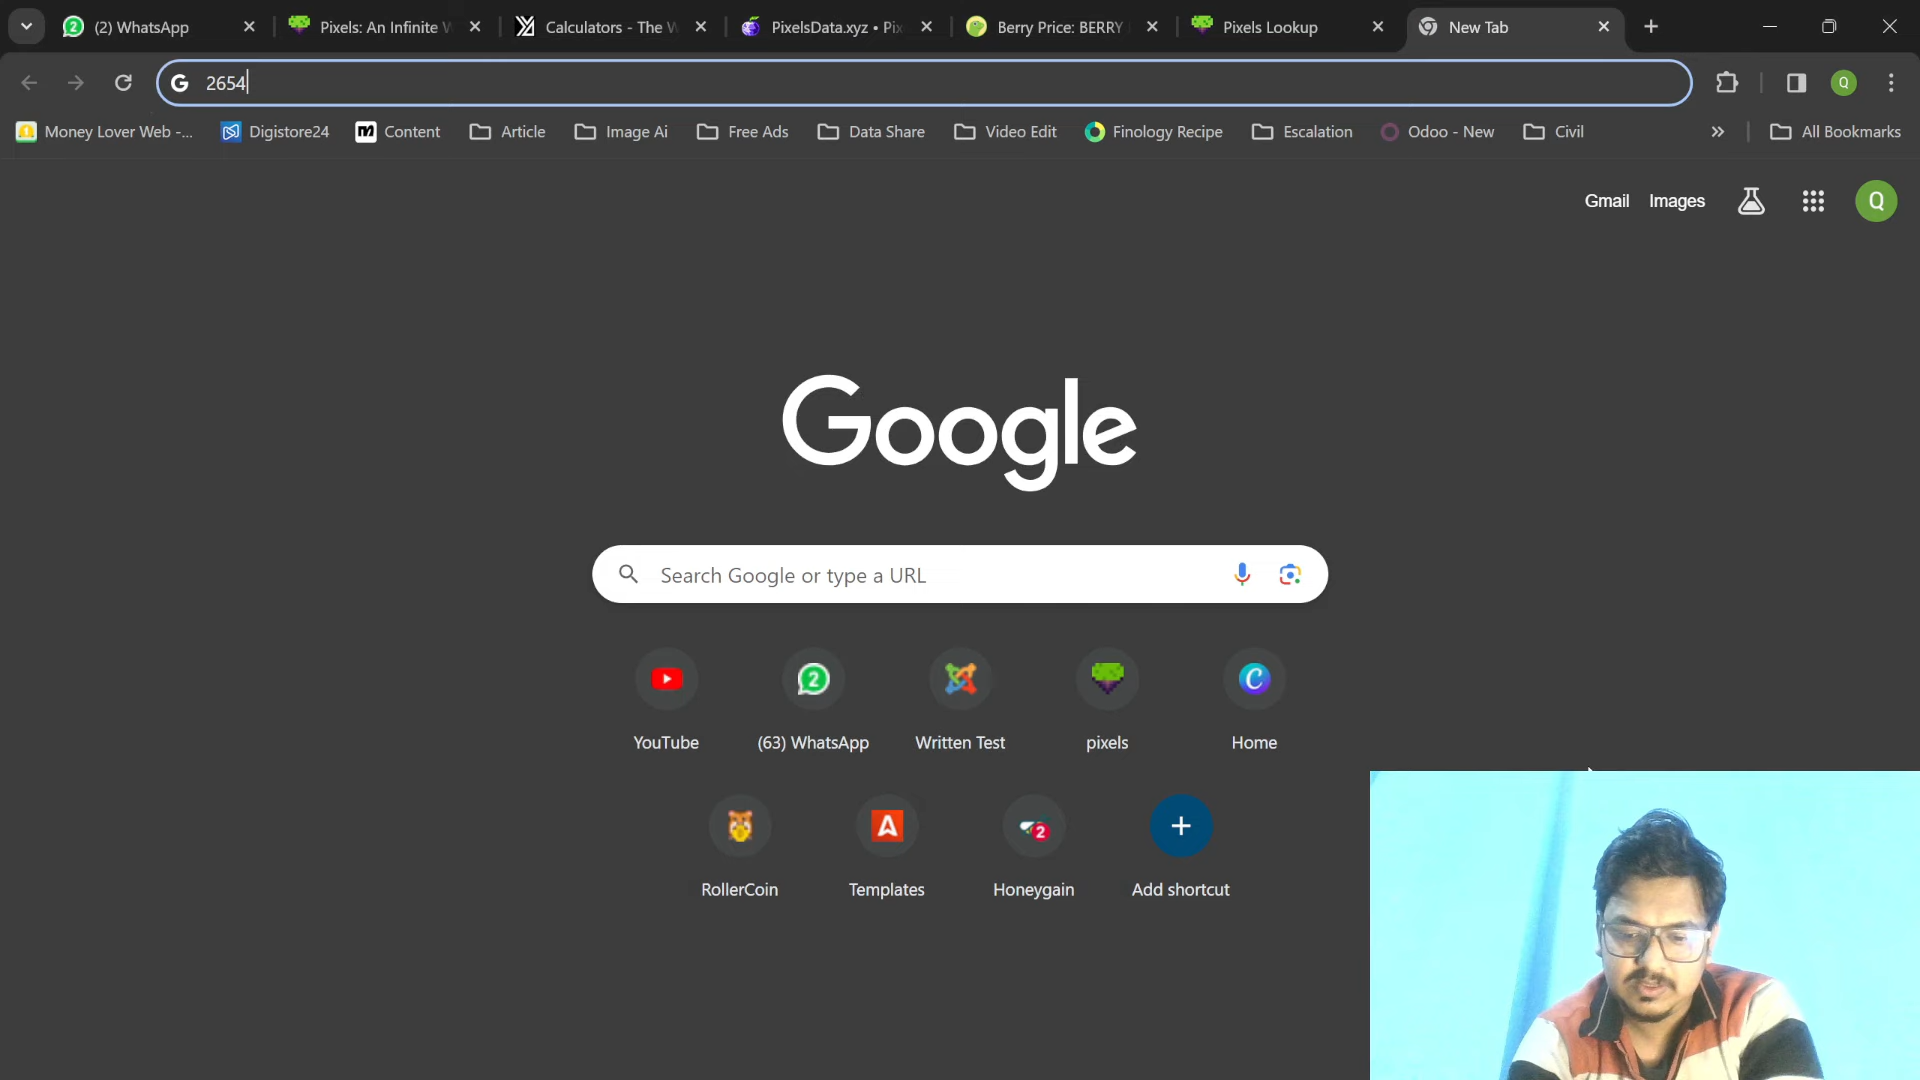 (2) WhatsApp
Pixels: An Infinite W
Calculators - The W
PixelsData.xyz • Pix
Berry Price: BERRY
Pixels Lookup
New Tab
2654
Money Lover Web -...
Digistore24
Content
Article
Image Ai
Free Ads
Data Share
Video Edit
Finology Recipe
Escalation
Odoo - New
Civil
All Bookmarks
Gmail
Images
Q
Google
Search Google or type a URL
YouTube
(63) WhatsApp
Written Test
pixels
Home
RollerCoin
Templates
Honeygain
Add shortcut